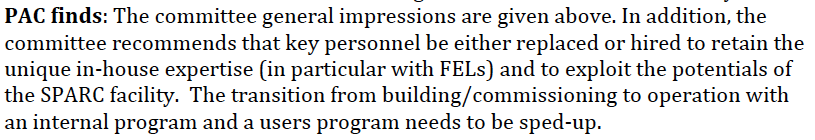 PAC finds: The committee general impressions are given above. In addition, the
committee recommends that key personnel be either replaced or hired to retain the
unique in-house expertise (in particular with FELs) and to exploit the potentials of
the SPARC facility.  The transition from building/commissioning to operation with
an internal program and a users program needs to be sped-up.